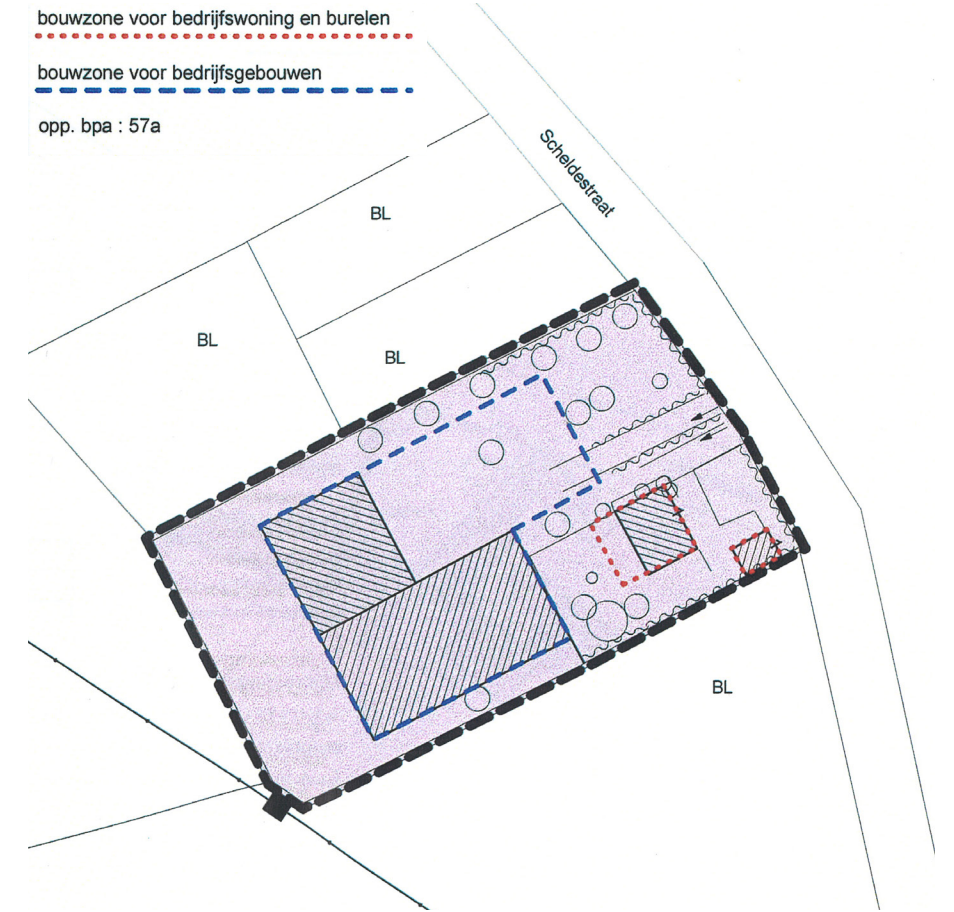 bouwzone voor bedrijfswoning en burelen
bouwzone voor bedrijfsgebouwen
opp. bpa : 57a
Scheldestraat
BL
BL
BL
BL